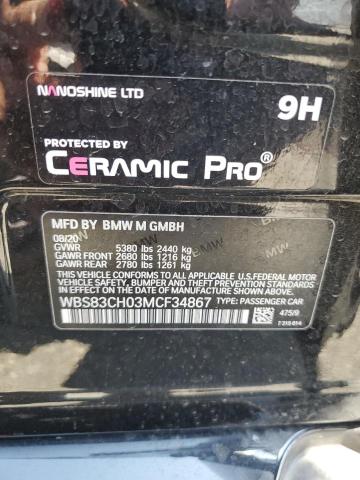 NANOSHINE LTD
9H
PROTECTED BY
CERAMIC PRO®
MFD BY BMW M GMBH
08/20
GVWR 5380 lbs 2440 kg
GAWR FRONT 2680 lbs 1216 kg
GAWR REAR 2780 lbs 1261 kg
THIS VEHICLE CONFORMS TO ALL APPLICABLE U.S.FEDERAL MOTOR
VEHICLE SAFETY, BUMPER, AND THEFT PREVENTION STANDARDS
IN EFFECT ON THE DATE OF MANUFACTURE SHOWN ABOVE.
WBS83CH03MCF34867 TYPE: PASSENGER CAR
475/9